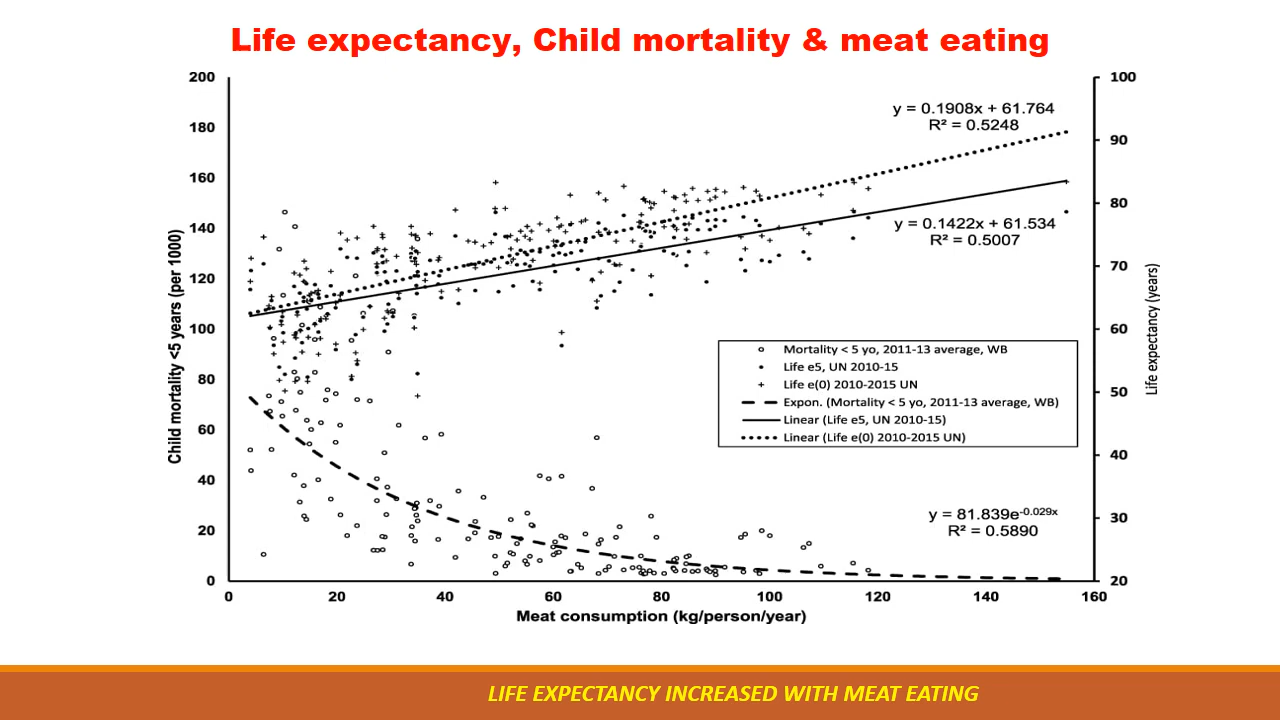 Life expectancy, Child mortality & meat eating
200
180
160
140
120
100
80
60
40
20
0
Child mortality <5 years (per 1000)
100
90
80
70
60
50
40
30
20
Life expectancy (years)
y = 0.1908x + 61.764
R² = 0.5248
y = 0.1422x + 61.534
R² = 0.5007
Mortality < 5 yo, 2011-13 average, WB
Life e5, UN 2010-15
Life e(0) 2010-2015 UN
Expon. (Mortality < 5 yo, 2011-13 average, WB)
Linear (Life e5, UN 2010-15)
Linear (Life e(0) 2010-2015 UN)
y = 81.839e^-0.029x
R² = 0.5890
0 20 40 60 80 100 120 140 160
Meat consumption (kg/person/year)
LIFE EXPECTANCY INCREASED WITH MEAT EATING